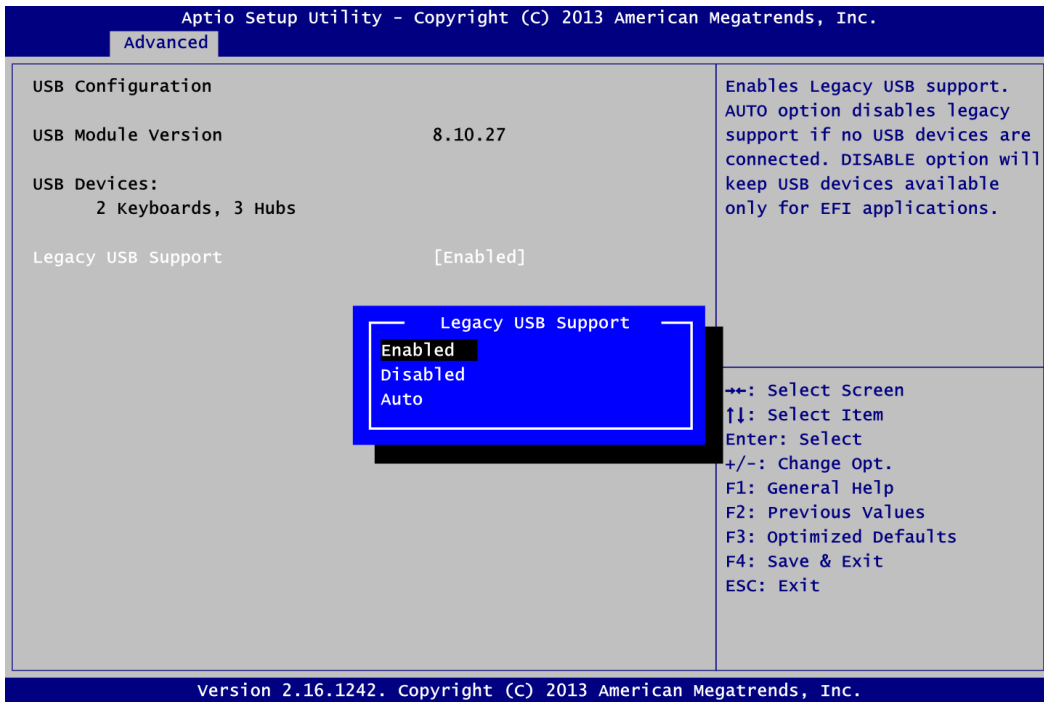 Aptio Setup Utility - Copyright (C) 2013 American Megatrends, Inc.
Advanced
USB Configuration
USB Module Version 8.10.27
USB Devices:
2 Keyboards, 3 Hubs
Legacy USB Support [Enabled]
Legacy USB Support
Enabled
Disabled
Auto
Enables Legacy USB support.
AUTO option disables legacy
support if no USB devices are
connected. DISABLE option will
keep USB devices available
only for EFI applications.
→←: Select Screen
↑↓: Select Item
Enter: Select
+/-: Change Opt.
F1: General Help
F2: Previous Values
F3: Optimized Defaults
F4: Save & Exit
ESC: Exit
Version 2.16.1242. Copyright (C) 2013 American Megatrends, Inc.